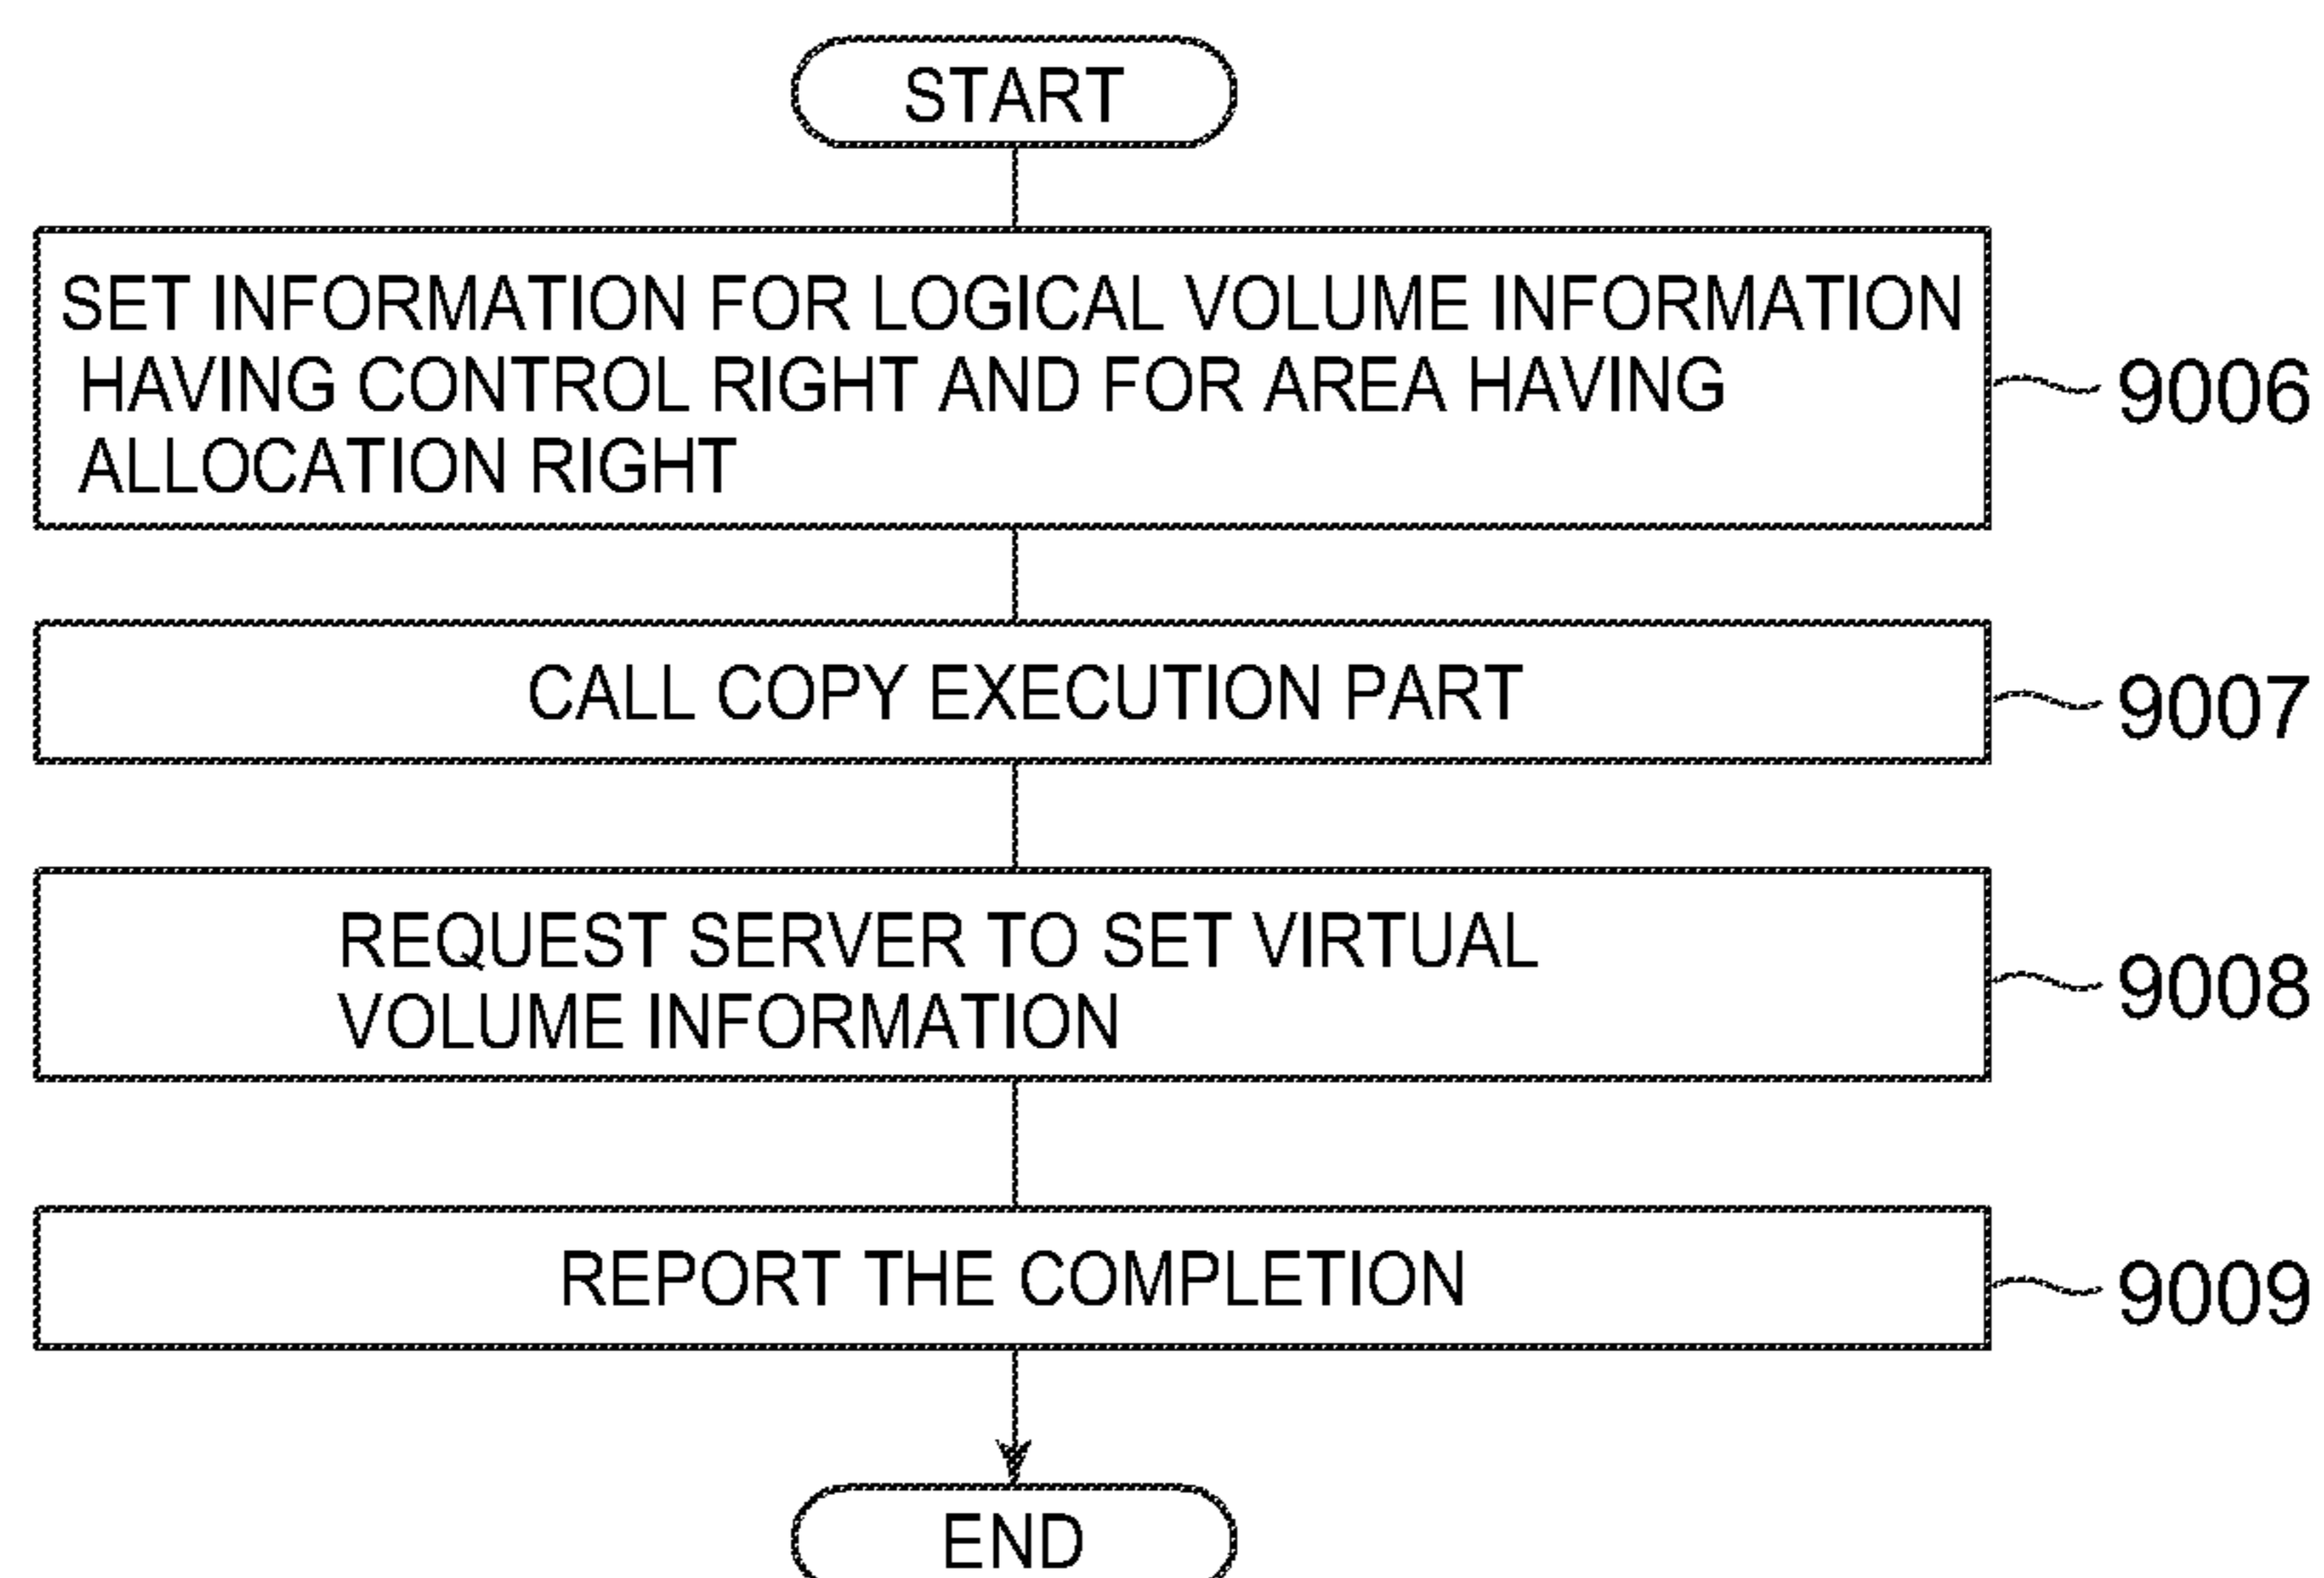 START
SET INFORMATION FOR LOGICAL VOLUME INFORMATION
HAVING CONTROL RIGHT AND FOR AREA HAVING
ALLOCATION RIGHT
9006
CALL COPY EXECUTION PART
9007
REQUEST SERVER TO SET VIRTUAL
VOLUME INFORMATION
9008
REPORT THE COMPLETION
9009
END